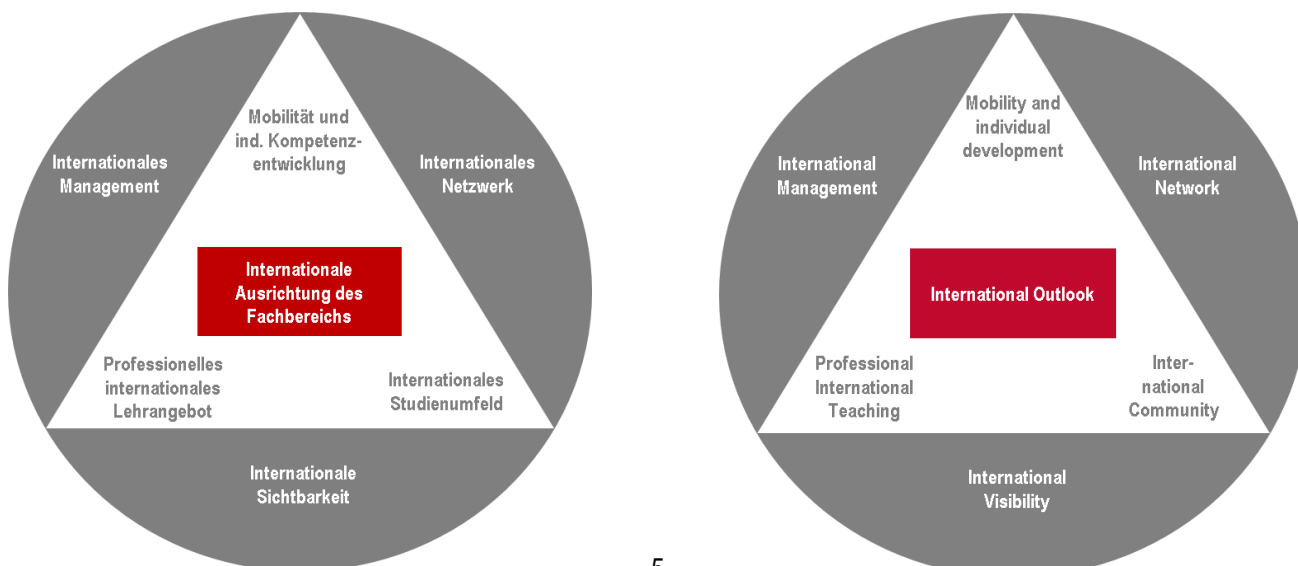 Mobilität und
ind. Kompetenz-
entwicklung
Internationales
Management
Internationales
Netzwerk
Internationale
Ausrichtung des
Fachbereichs
Professionelles
internationales
Lehrangebot
Internationales
Studienumfeld
Internationale
Sichtbarkeit
Mobility and
individual
development
International
Management
International
Network
International Outlook
Professional
International
Teaching
Inter-
national
Community
International
Visibility